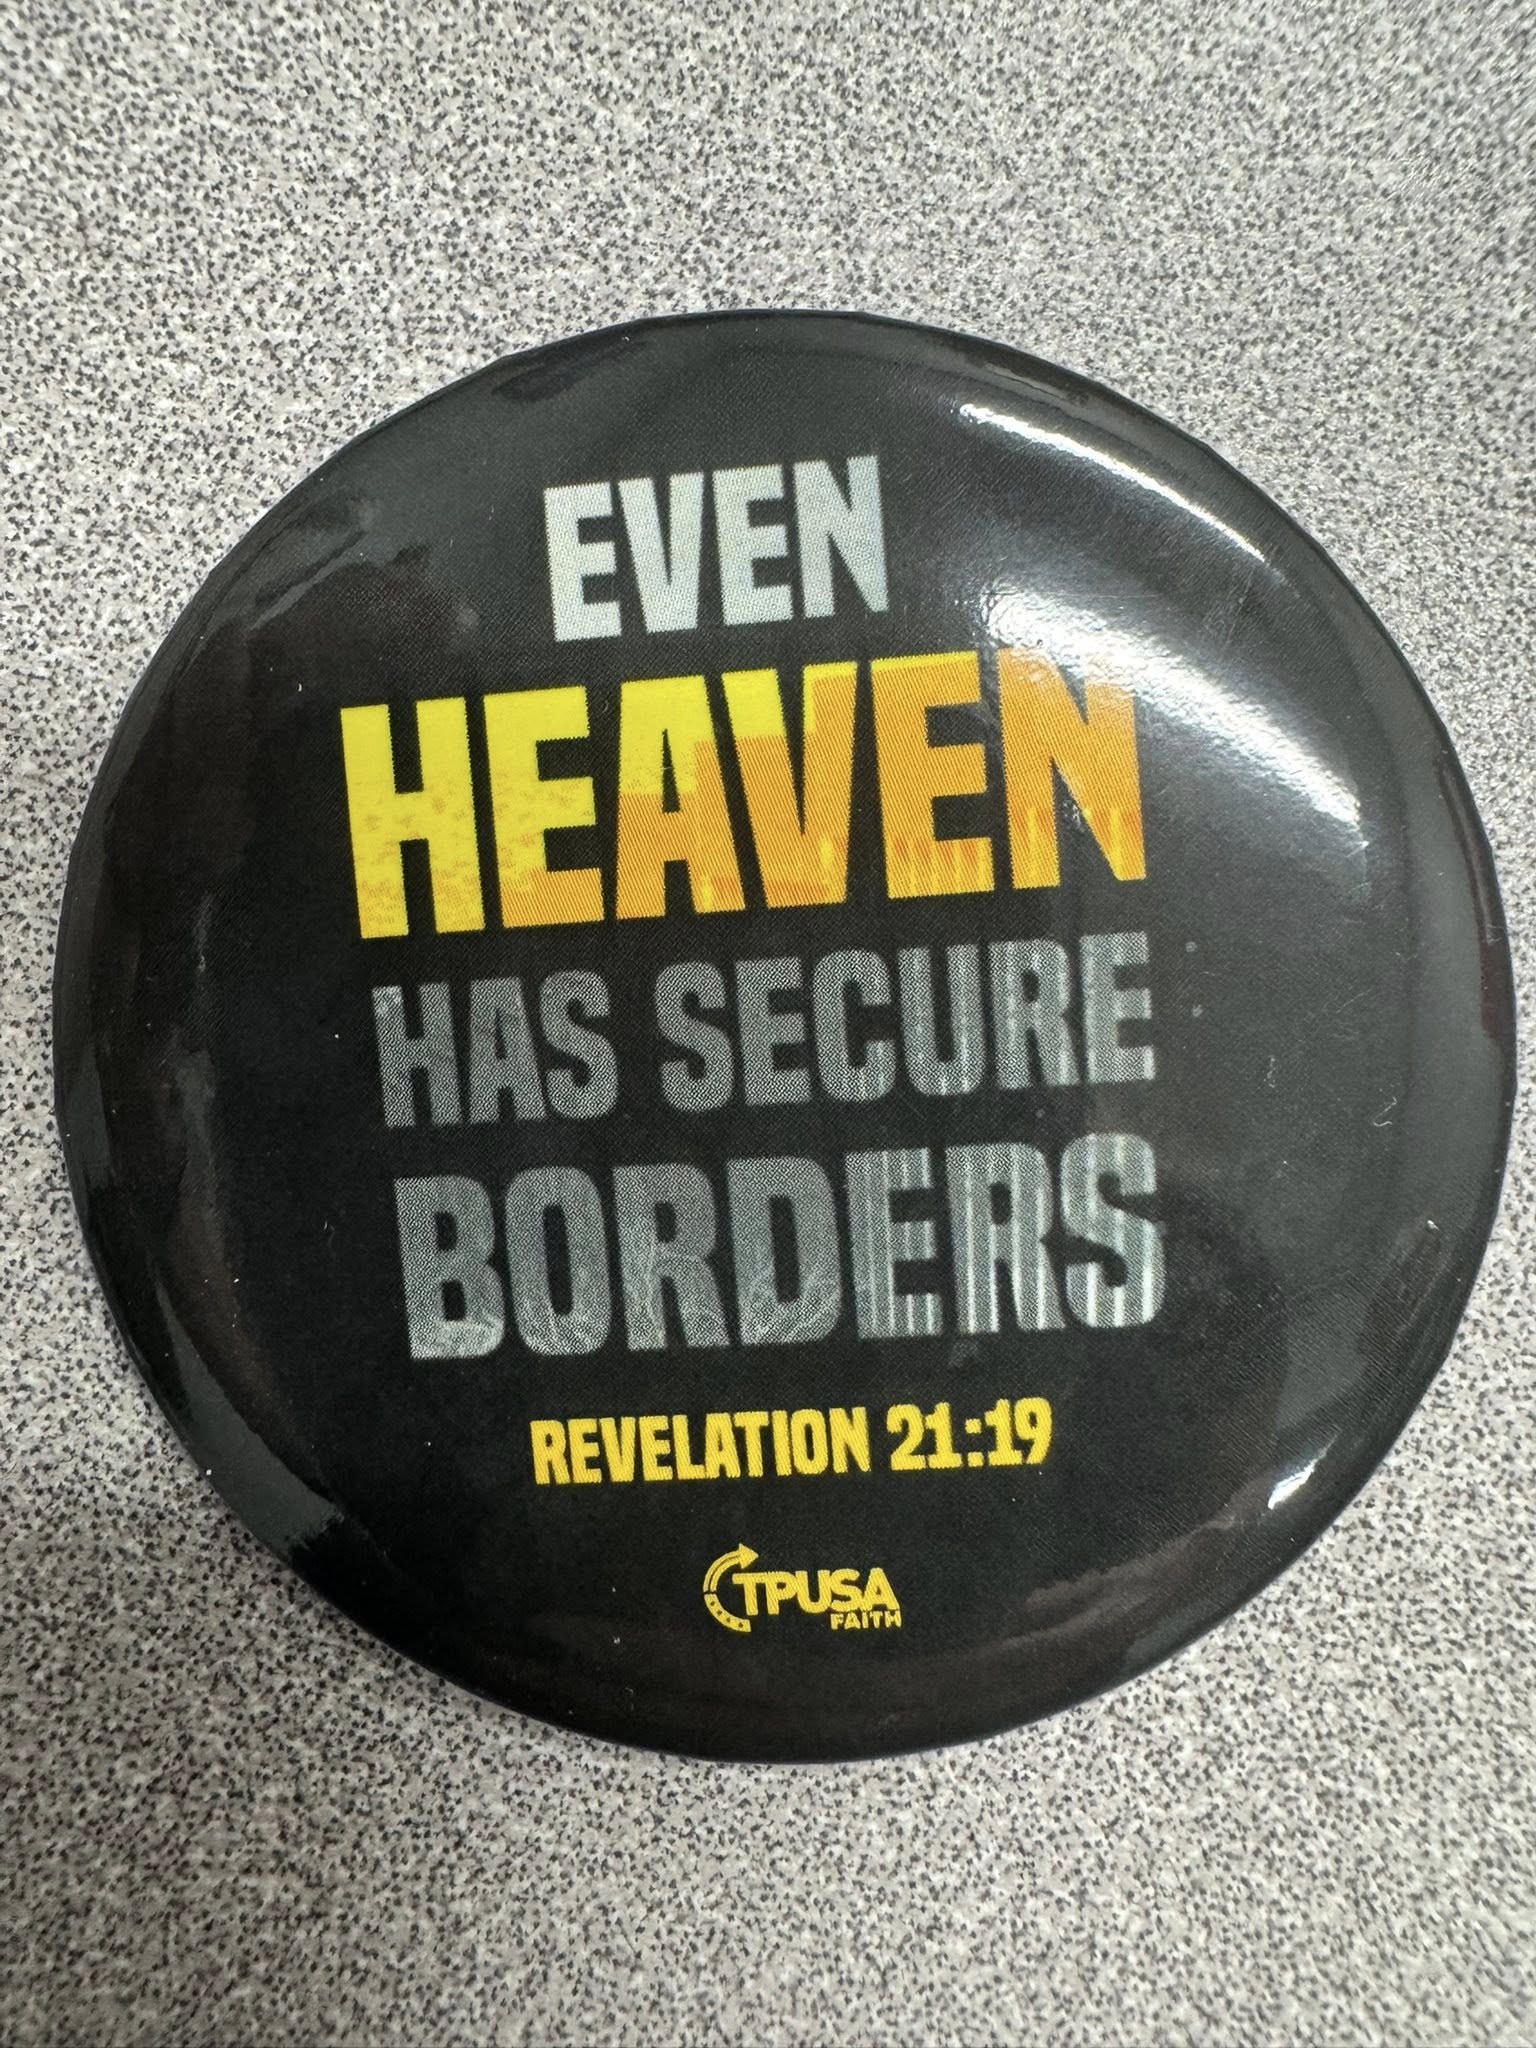 EVEN
HEAVEN
HAS SECURE
BORDERS
REVELATION 21:19
TPUSA
FAITH